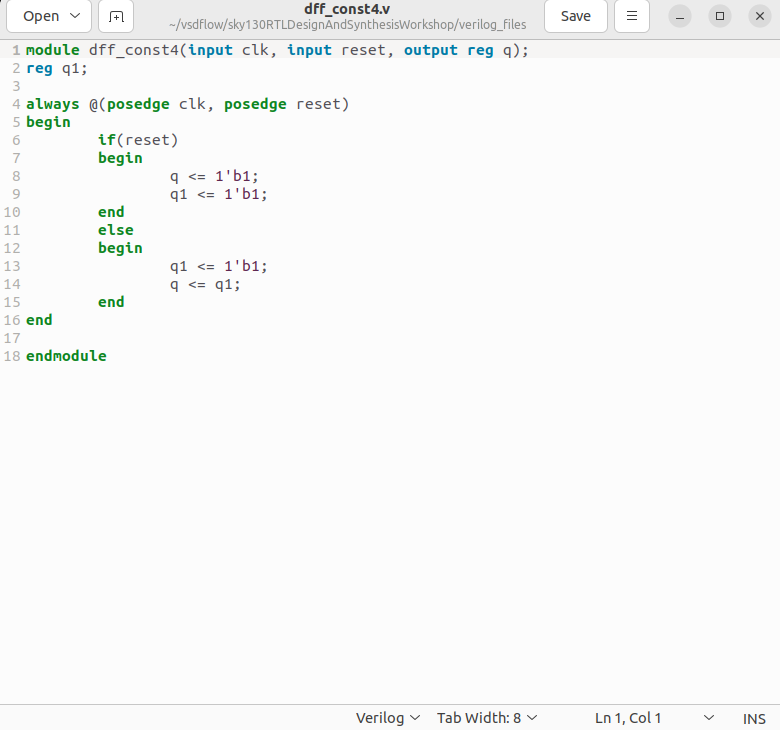 Open
dff_const4.v
~/vsdflow/sky130RTLDesignAndSynthesisWorkshop/verilog_files
Save
1 module dff_const4(input clk, input reset, output reg q);
2 reg q1;
3
4 always @(posedge clk, posedge reset)
5 begin
6         if(reset)
7         begin
8                 q <= 1'b1;
9                 q1 <= 1'b1;
10         end
11         else
12         begin
13                 q1 <= 1'b1;
14                 q <= q1;
15         end
16 end
17
18 endmodule
Verilog Tab Width: 8 Ln 1, Col 1 INS